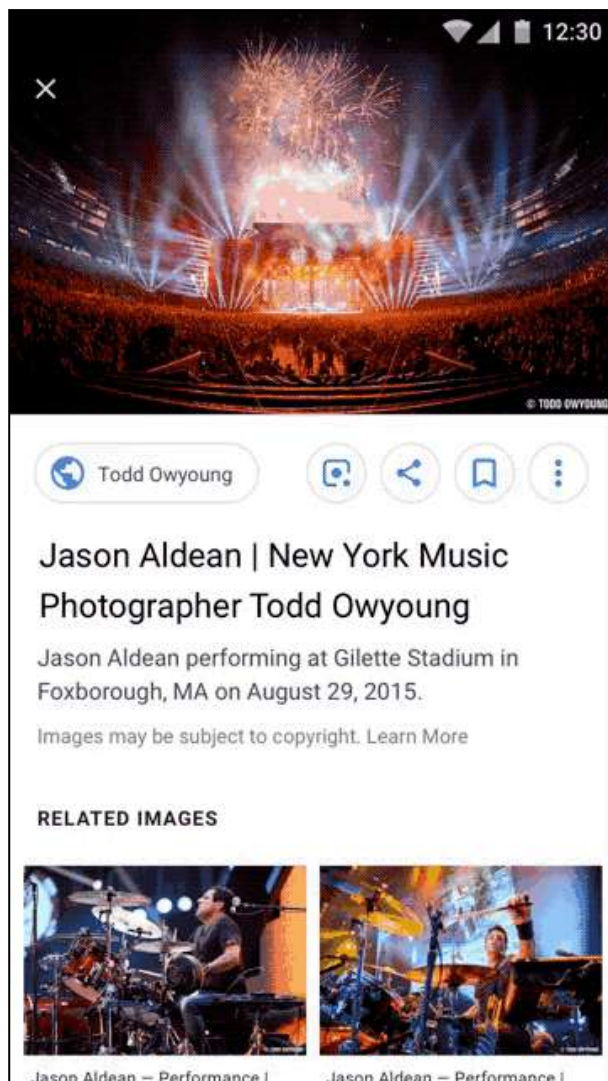 12:30
© TODD OWYOUNG
Todd Owyoung
Jason Aldean | New York Music
Photographer Todd Owyoung
Jason Aldean performing at Gilette Stadium in
Foxborough, MA on August 29, 2015.
Images may be subject to copyright. Learn More
RELATED IMAGES
Jason Aldean — Performance |
Jason Aldean — Performance |